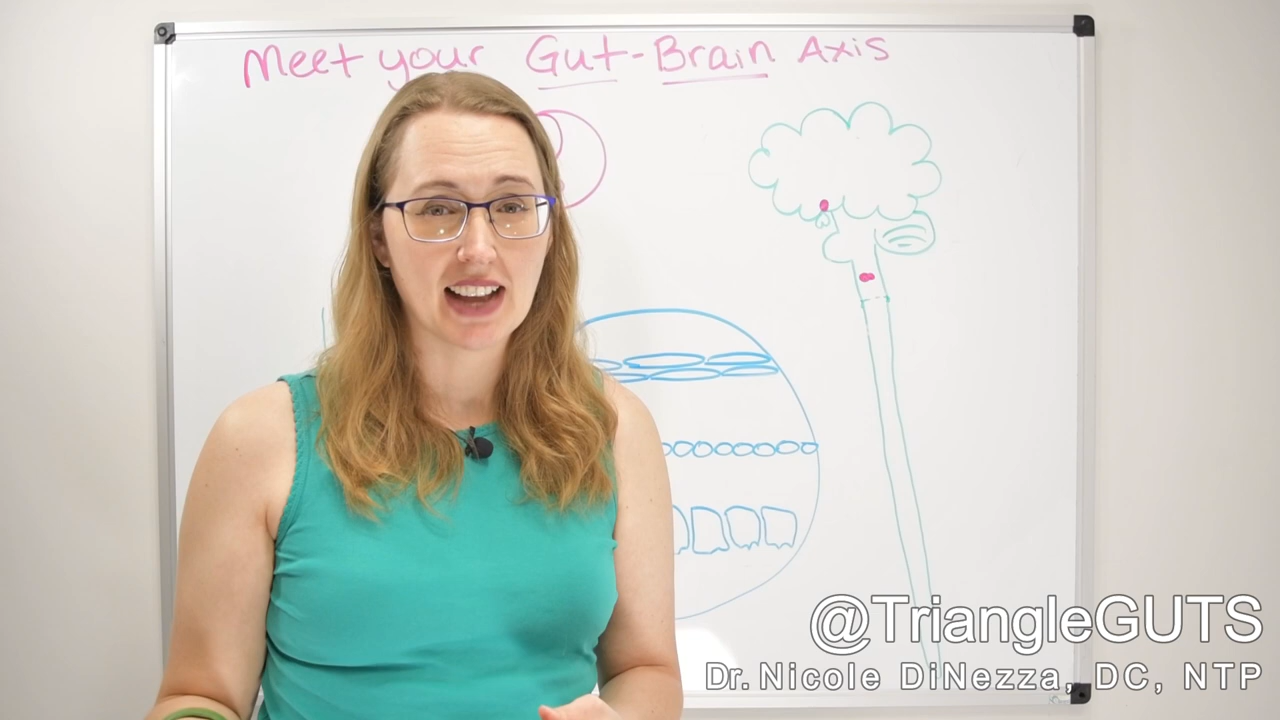 Meet your Gut-Brain Axis
@TriangleGUTS
Dr. Nicole DiNezza, DC, NTP